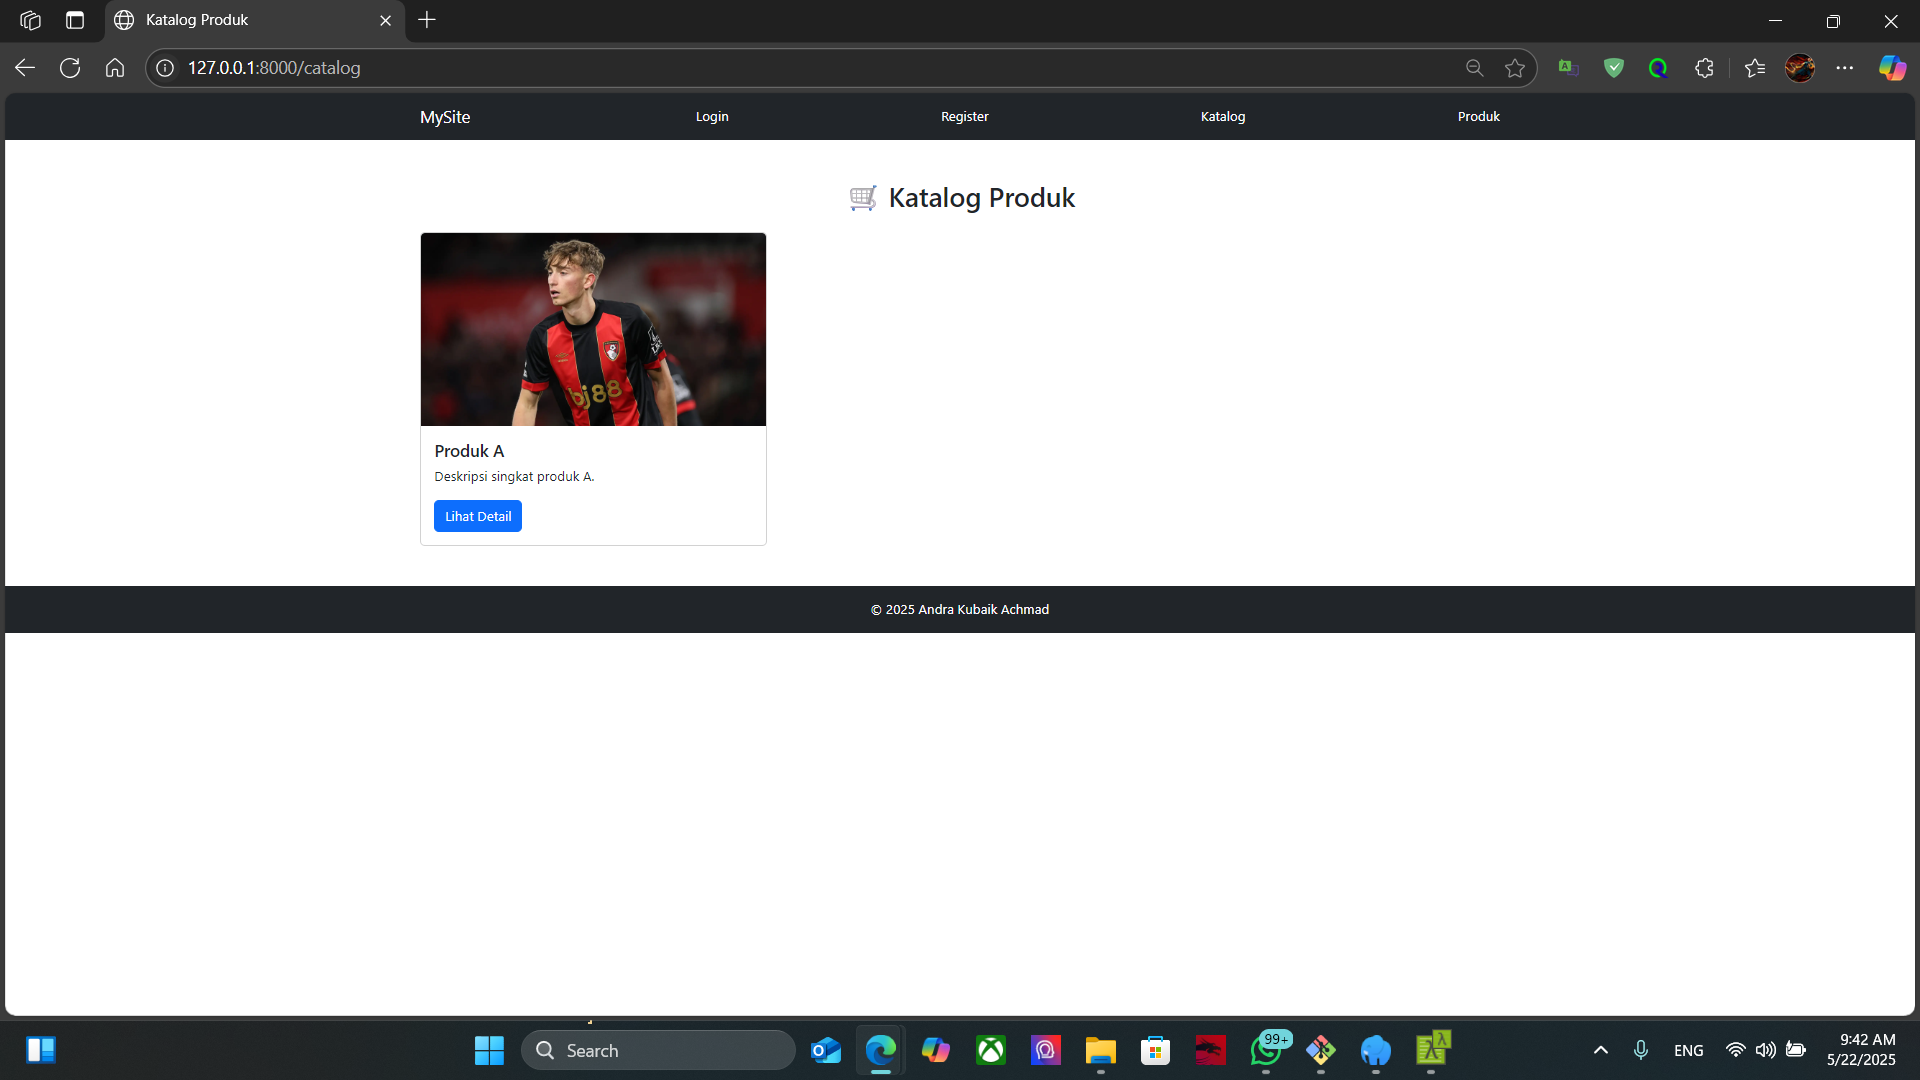 Katalog Produk
127.0.0.1:8000/catalog
MySite Login Register Katalog Produk
Katalog Produk
bj88
Produk A
Deskripsi singkat produk A.
Lihat Detail
© 2025 Andra Kubaik Achmad
Search
99+
ENG
9:42 AM
5/22/2025